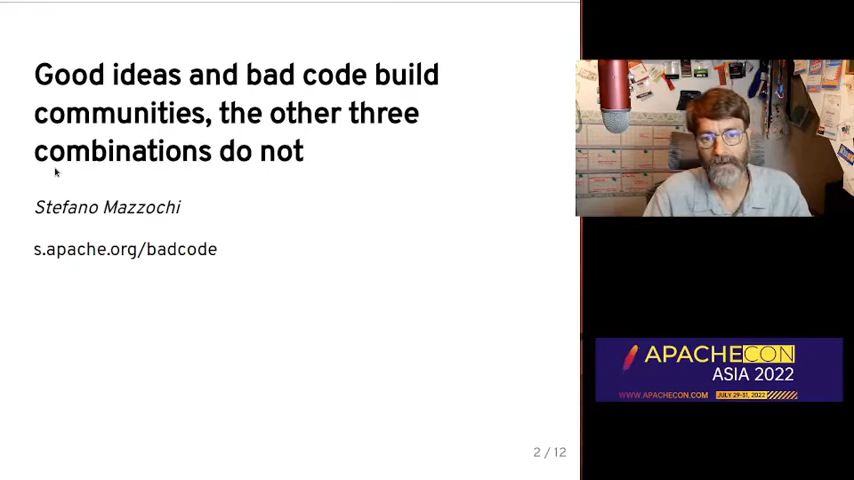 Good ideas and bad code build
communities, the other three
combinations do not
Stefano Mazzochi
s.apache.org/badcode
2 / 12
APACHECON
ASIA 2022
WWW.APACHECON.COM JULY 29-31, 2022